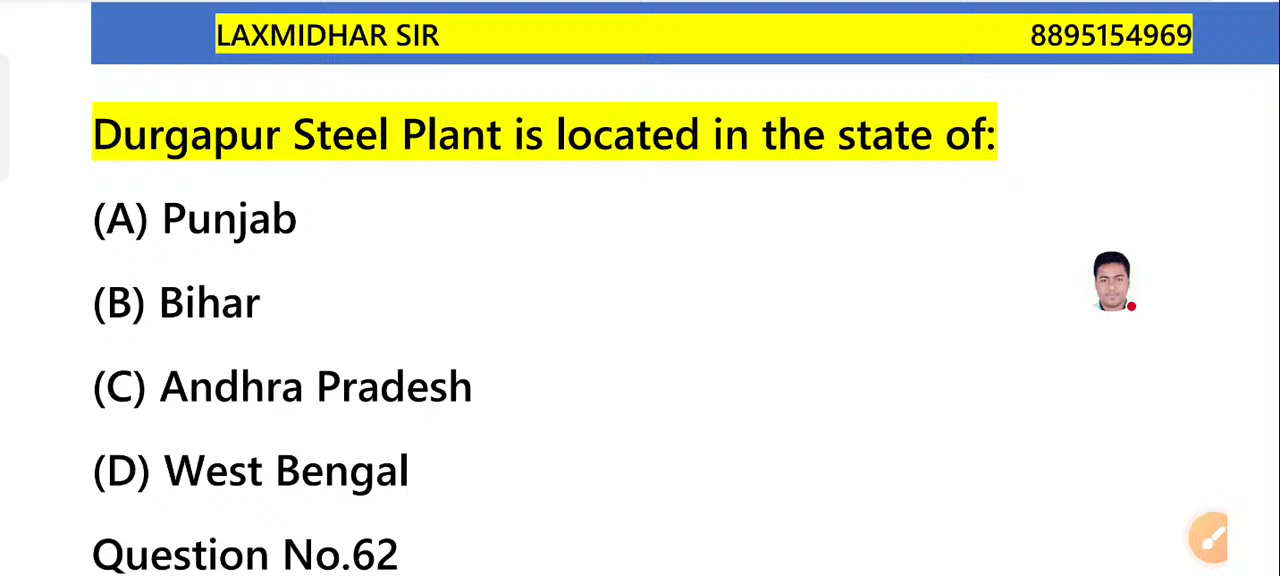 LAXMIDHAR SIR 8895154969
Durgapur Steel Plant is located in the state of:
(A) Punjab
(B) Bihar
(C) Andhra Pradesh
(D) West Bengal
Question No.62